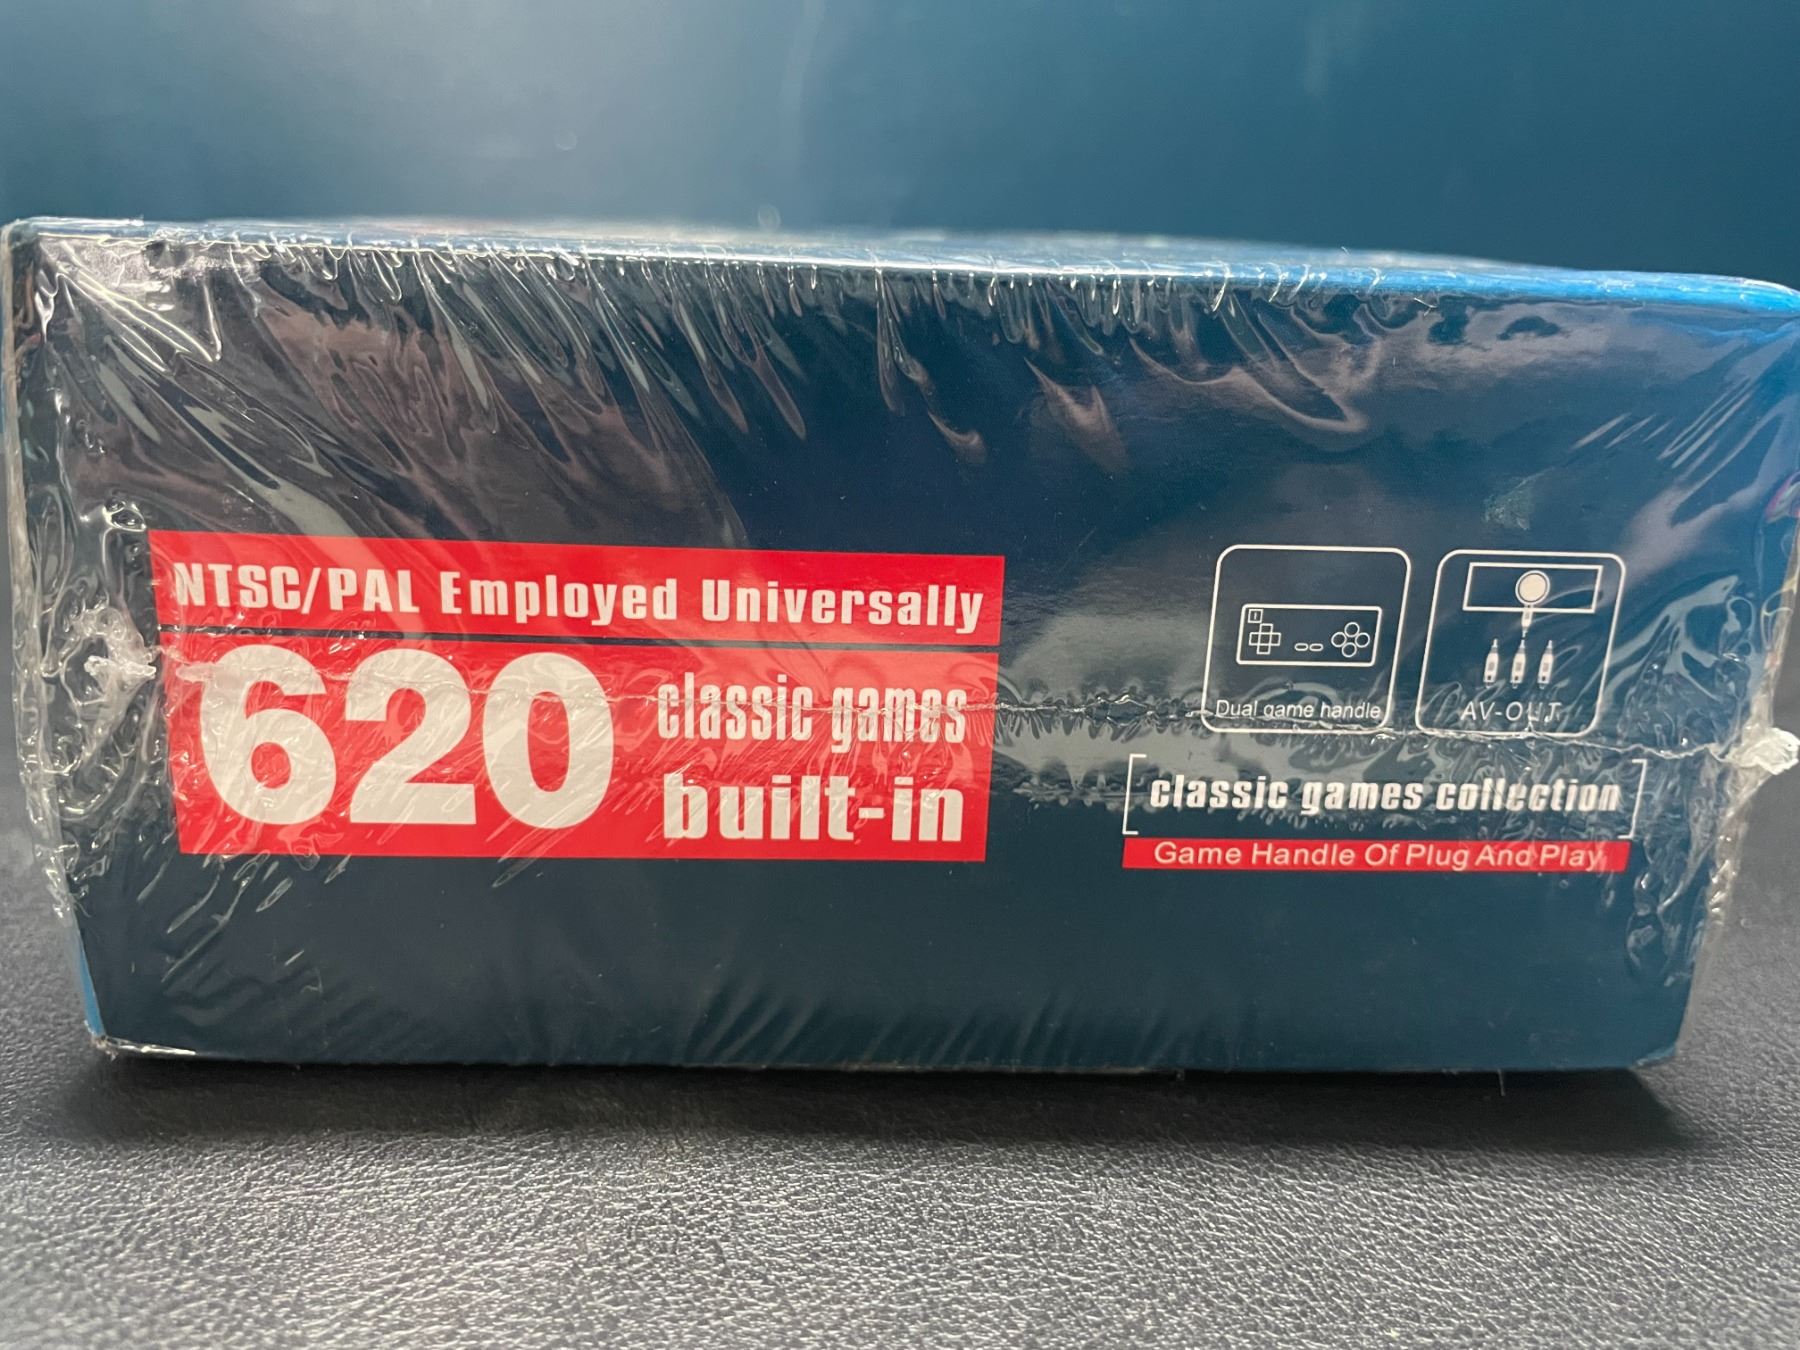 NTSC/PAL Employed Universally
620 classic games
built-in
Dual game handle
AV-OUT
classic games collection
Game Handle Of Plug And Play